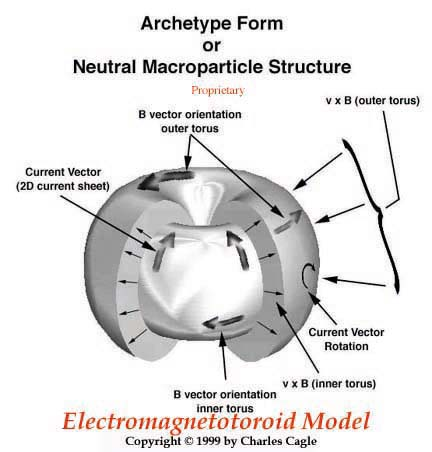 Archetype Form
or
Neutral Macroparticle Structure
Proprietary
v x B (outer torus)
B vector orientation
outer torus
Current Vector
(2D current sheet)
Current Vector
Rotation
v x B (inner torus)
B vector orientation
inner torus
Electromagnetotoroid Model
Copyright © 1999 by Charles Cagle